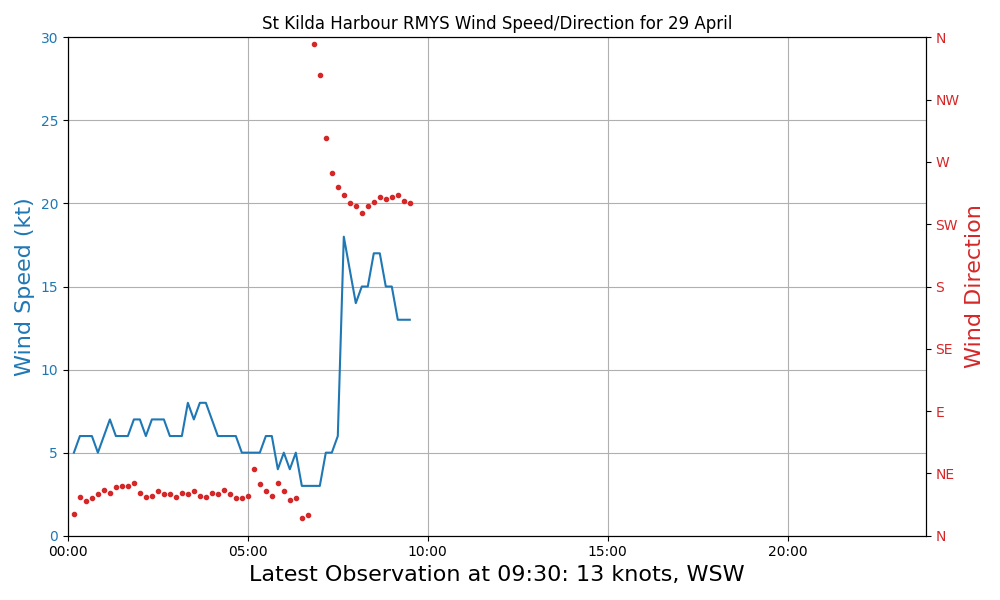 St Kilda Harbour RMYS Wind Speed/Direction for 29 April
30
25
20
15
10
5
0
Wind Speed (kt)
N
NW
W
SW
S
SE
E
NE
N
Wind Direction
00:00 05:00 10:00 15:00 20:00
Latest Observation at 09:30: 13 knots, WSW